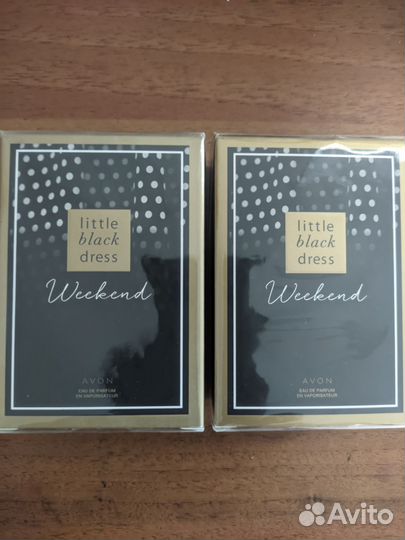 little
black
dress
Weekend
AVON
EAU DE PARFUM
EN VAPORISATEUR
little
black
dress
Weekend
AVON
EAU DE PARFUM
EN VAPORISATEUR
Avito